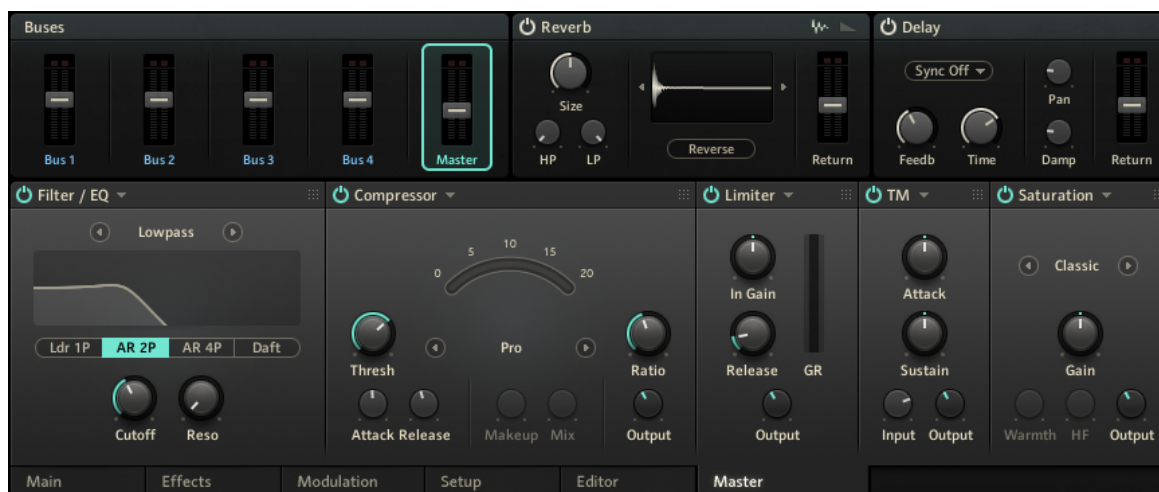 Buses
Reverb
Delay
Sync Off
Size
Pan
HP LP
Reverse
Feedb Time
Damp
Bus 1 Bus 2 Bus 3 Bus 4 Master
Return
Return
Filter / EQ
Compressor
Limiter
TM
Saturation
Lowpass
Ldr 1P AR 2P AR 4P Daft
Cutoff Reso
0 5 10 15 20
Thresh
Pro
Ratio
Attack Release
Makeup Mix
Output
In Gain
Release GR
Output
Attack
Sustain
Input Output
Classic
Gain
Warmth HF Output
Main Effects Modulation Setup Editor Master